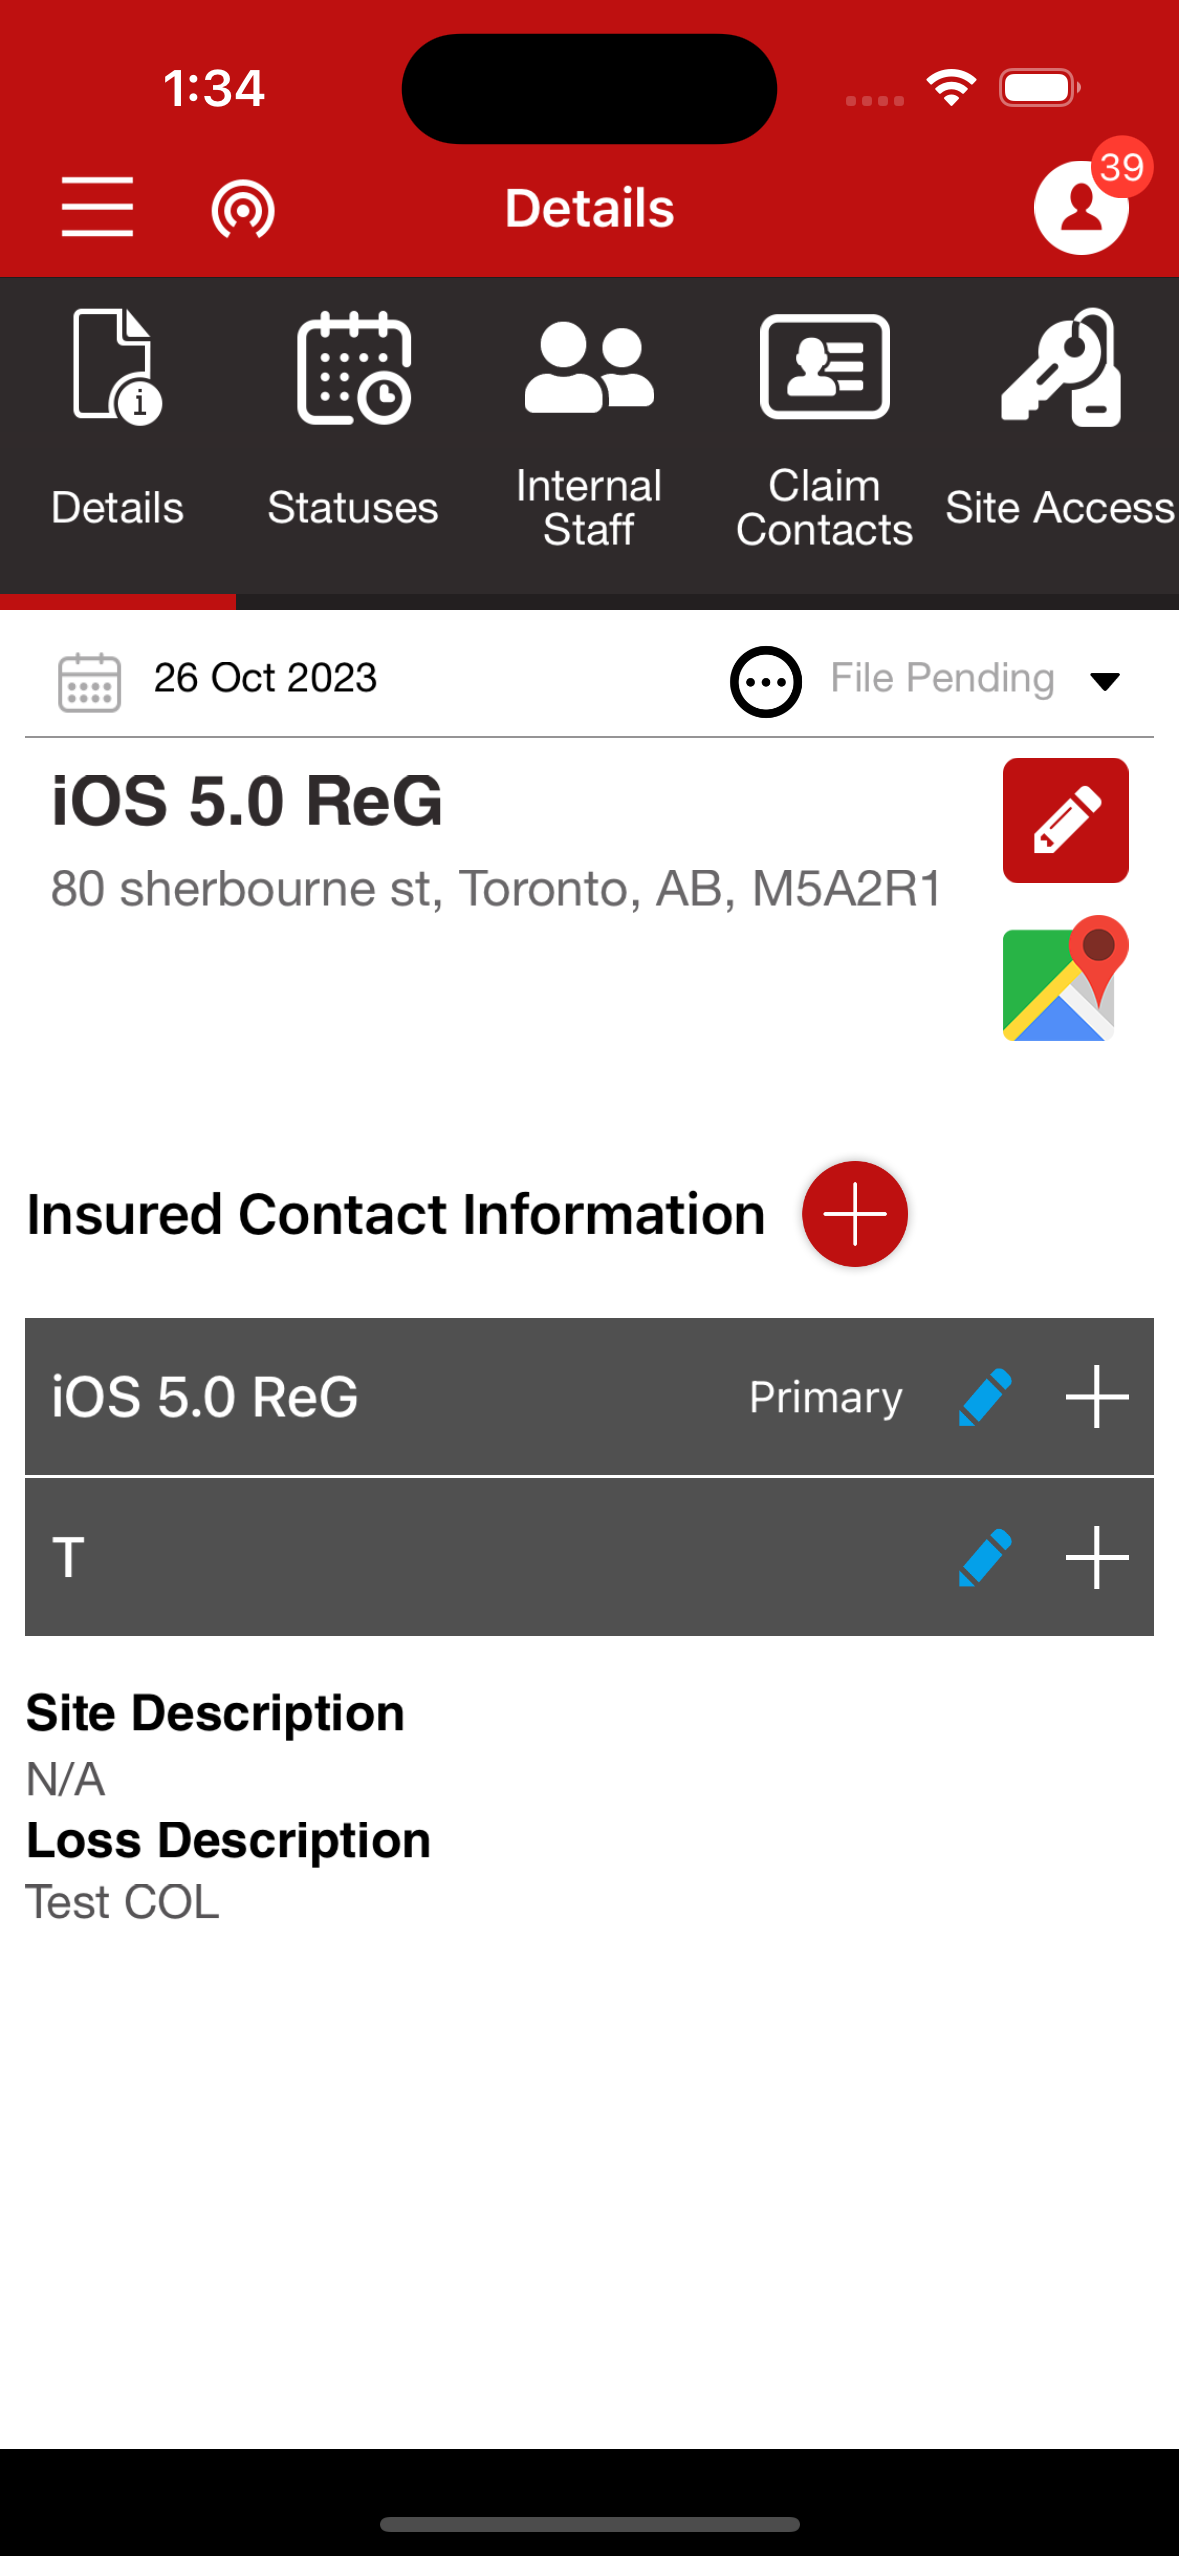 1:34
39
Details
Details
Statuses
Internal
Staff
Claim
Contacts
Site Access
26 Oct 2023
File Pending
iOS 5.0 ReG
80 sherbourne st, Toronto, AB, M5A2R1
Insured Contact Information
iOS 5.0 ReG
Primary
T
Site Description
N/A
Loss Description
Test COL